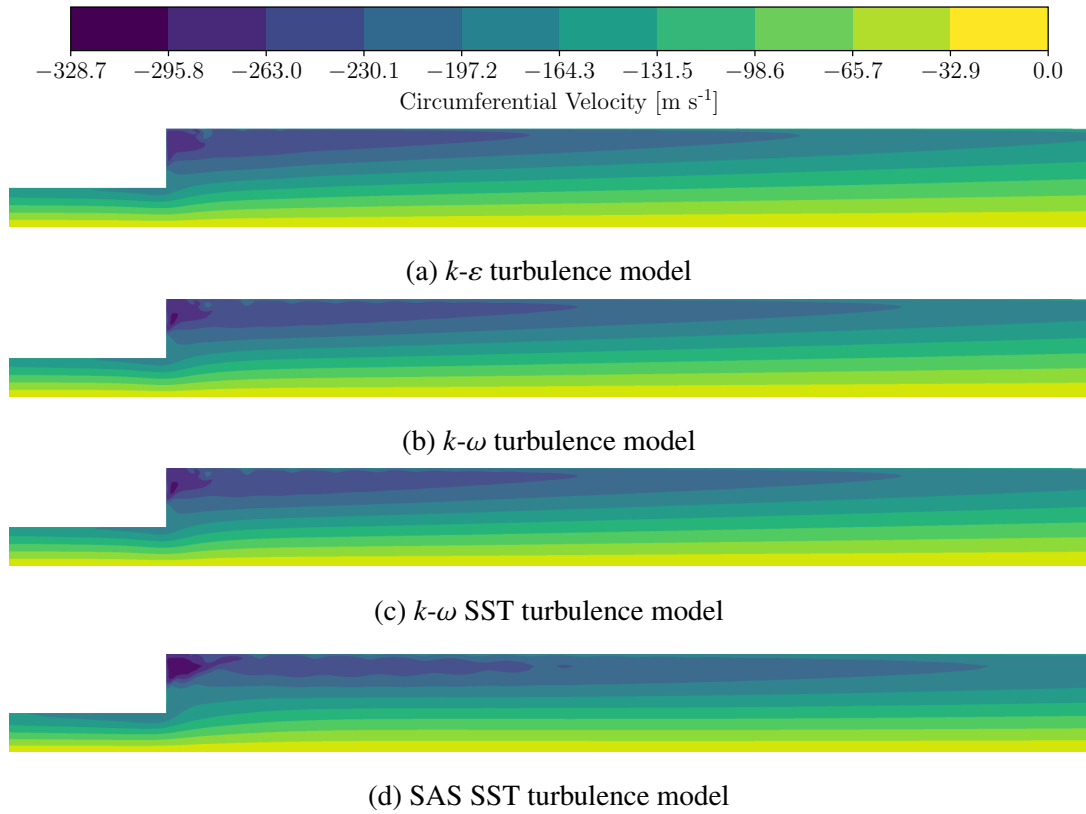 −328.7 −295.8 −263.0 −230.1 −197.2 −164.3 −131.5 −98.6 −65.7 −32.9 0.0
Circumferential Velocity [m s⁻¹]
(a) k-ε turbulence model
(b) k-ω turbulence model
(c) k-ω SST turbulence model
(d) SAS SST turbulence model